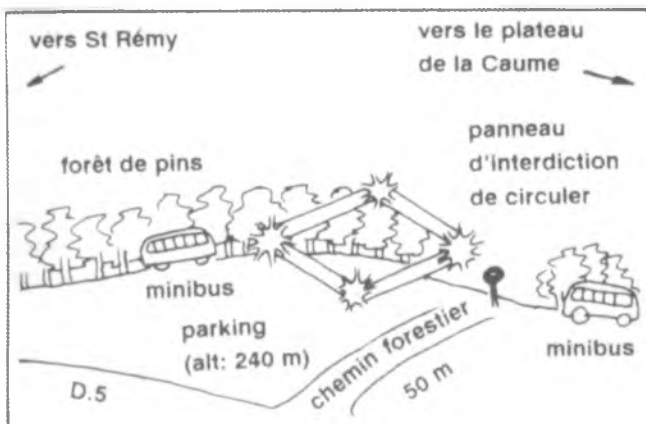 vers St Rémy
vers le plateau
de la Caume
panneau
d'interdiction
de circuler
forêt de pins
minibus
parking
(alt: 240 m)
chemin forestier
minibus
D.5
50 m